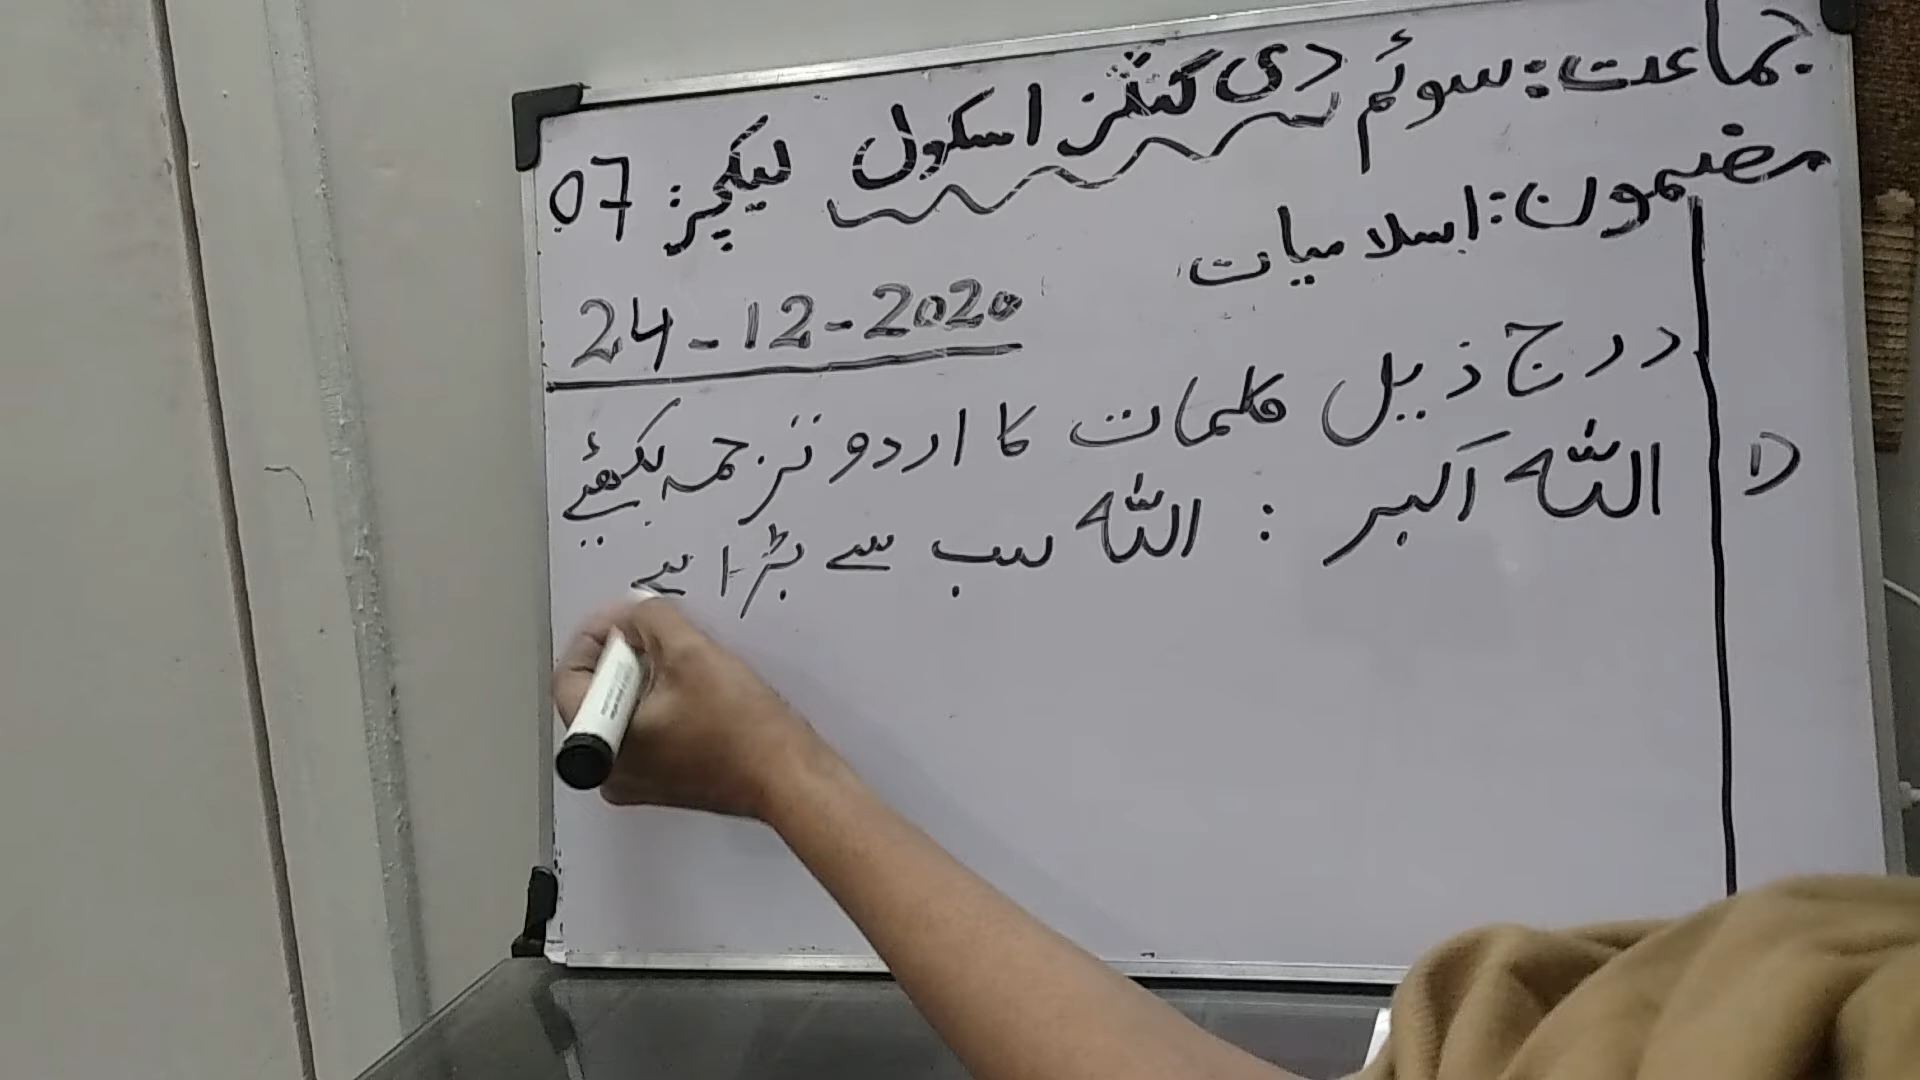 جماعت: سوئم دی گنٹز اسکول لیکچر: 07
مضمون: اسلامیات
24-12-2020
درج ذیل کلمات کا اردو ترجمہ لکھئے
1) اللہ اکبر : اللہ سب سے بڑا ہے